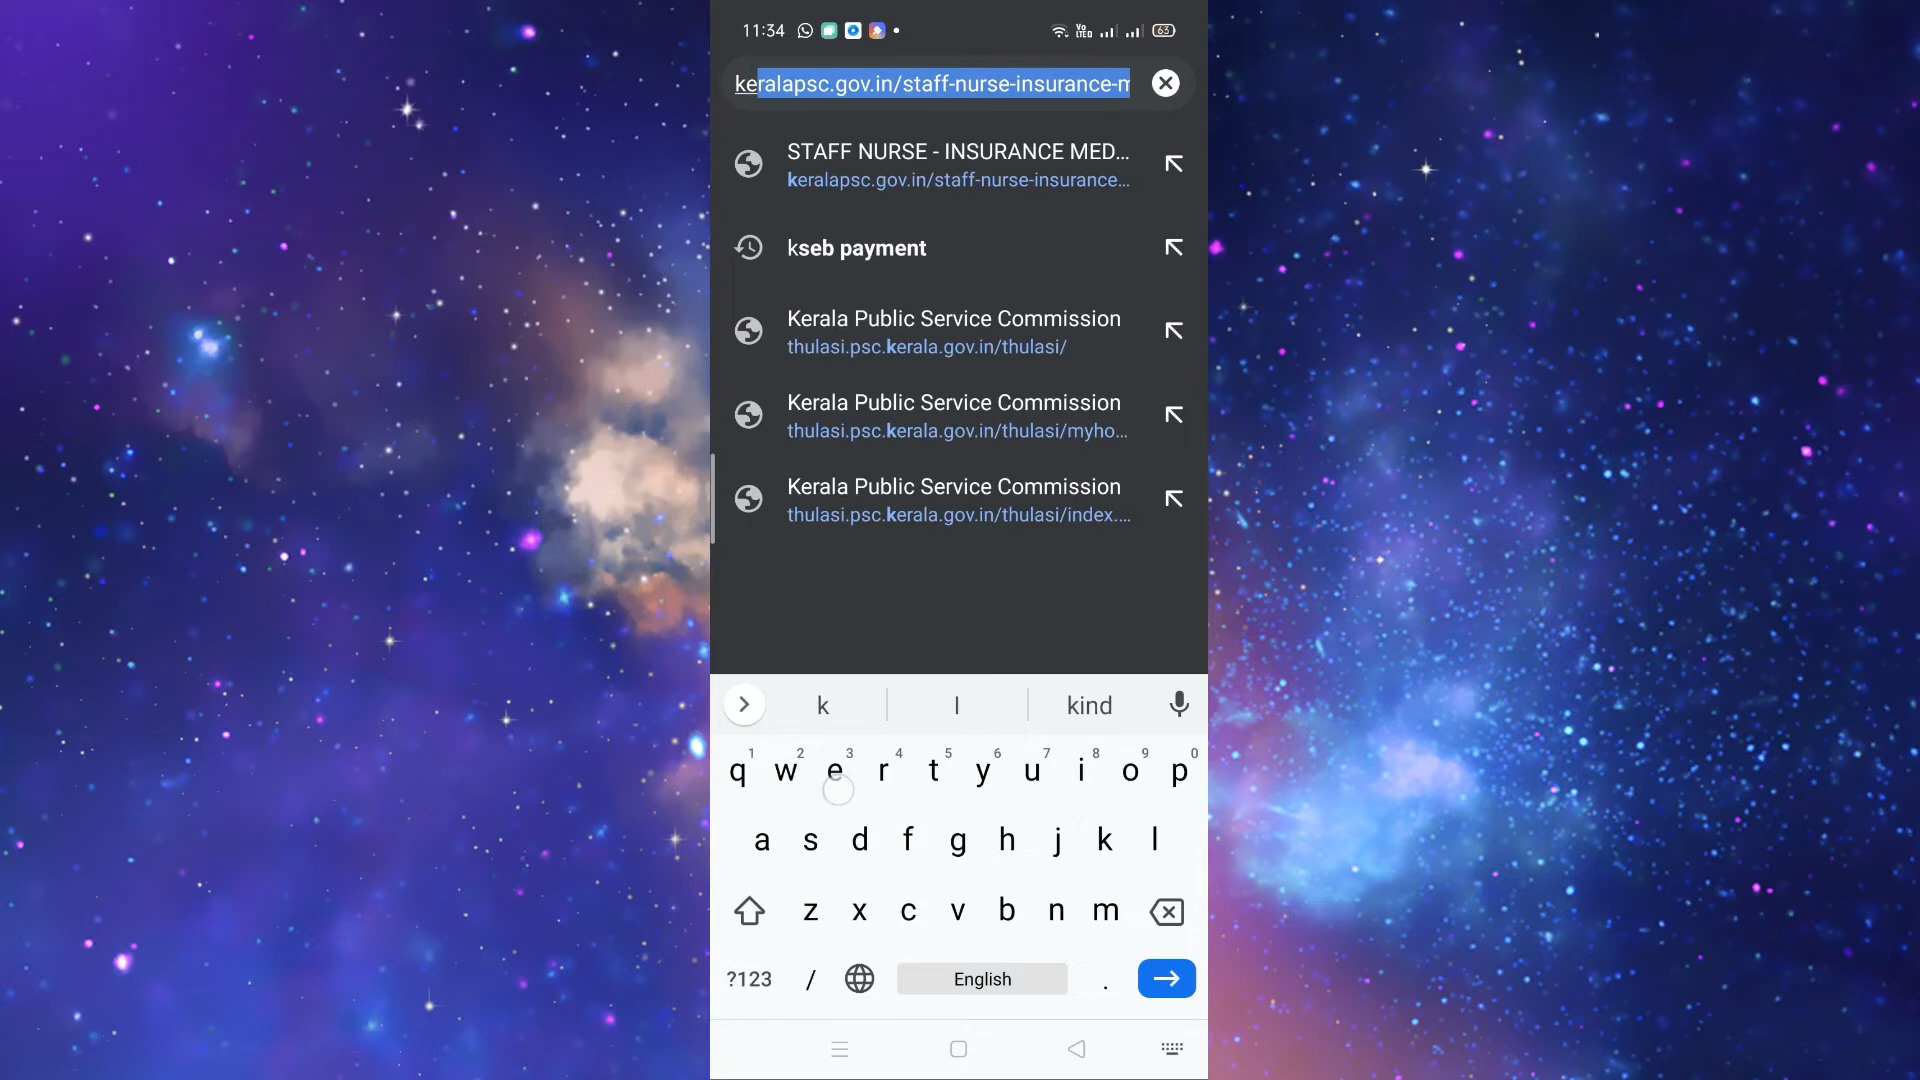 11:34 Vo LTE 63
keralapsc.gov.in/staff-nurse-insurance-m
STAFF NURSE - INSURANCE MED...
keralapsc.gov.in/staff-nurse-insurance...
kseb payment
Kerala Public Service Commission
thulasi.psc.kerala.gov.in/thulasi/
Kerala Public Service Commission
thulasi.psc.kerala.gov.in/thulasi/myho...
Kerala Public Service Commission
thulasi.psc.kerala.gov.in/thulasi/index....
k l kind
1 2 3 4 5 6 7 8 9 0
q w e r t y u i o p
a s d f g h j k l
z x c v b n m
?123 / English .